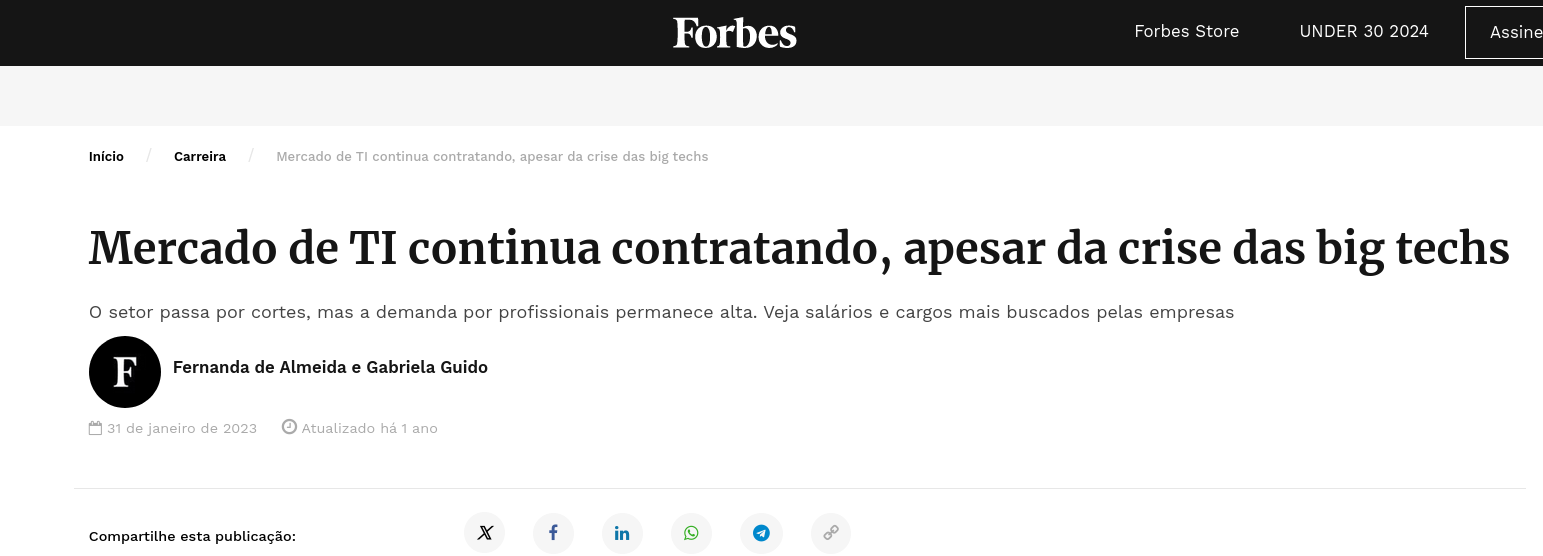 Forbes
Forbes Store
UNDER 30 2024
Assine
Início / Carreira / Mercado de TI continua contratando, apesar da crise das big techs
Mercado de TI continua contratando, apesar da crise das big techs
O setor passa por cortes, mas a demanda por profissionais permanece alta. Veja salários e cargos mais buscados pelas empresas
F
Fernanda de Almeida e Gabriela Guido
31 de janeiro de 2023
Atualizado há 1 ano
Compartilhe esta publicação: